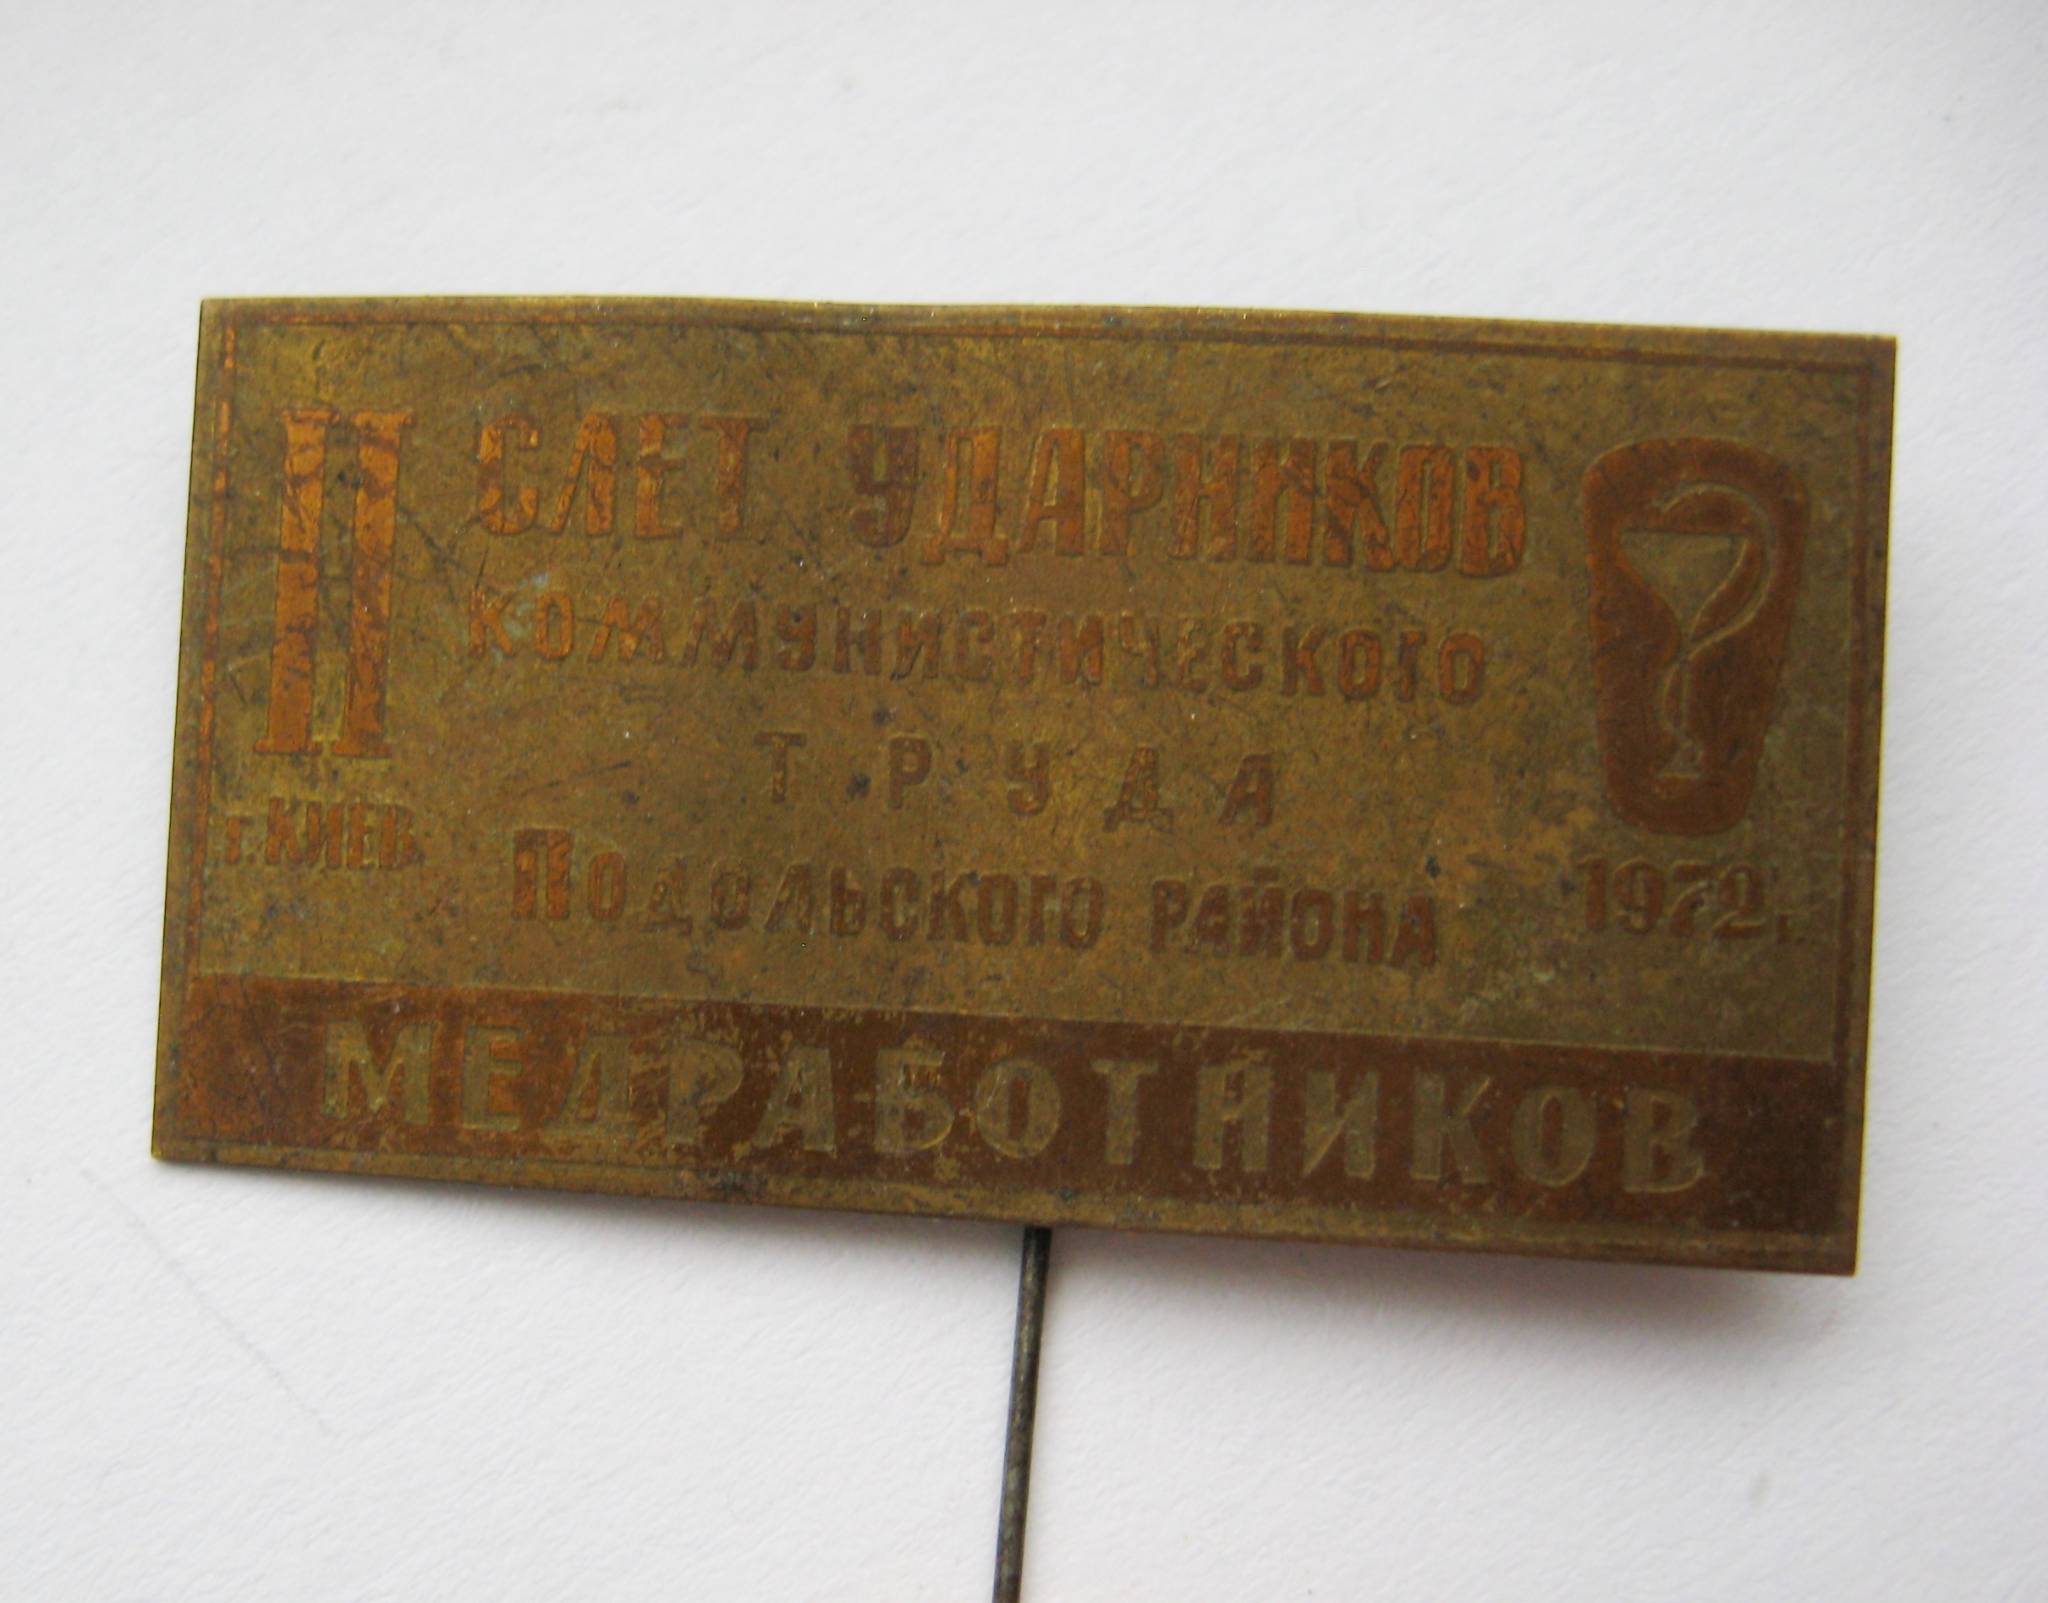 II СЛЕТ УДАРНИКОВ
КОММУНИСТИЧЕСКОГО
ТРУДА
г. КИЕВ
ПОДОЛЬСКОГО РАЙОНА
1972 г.
МЕДРАБОТНИКОВ